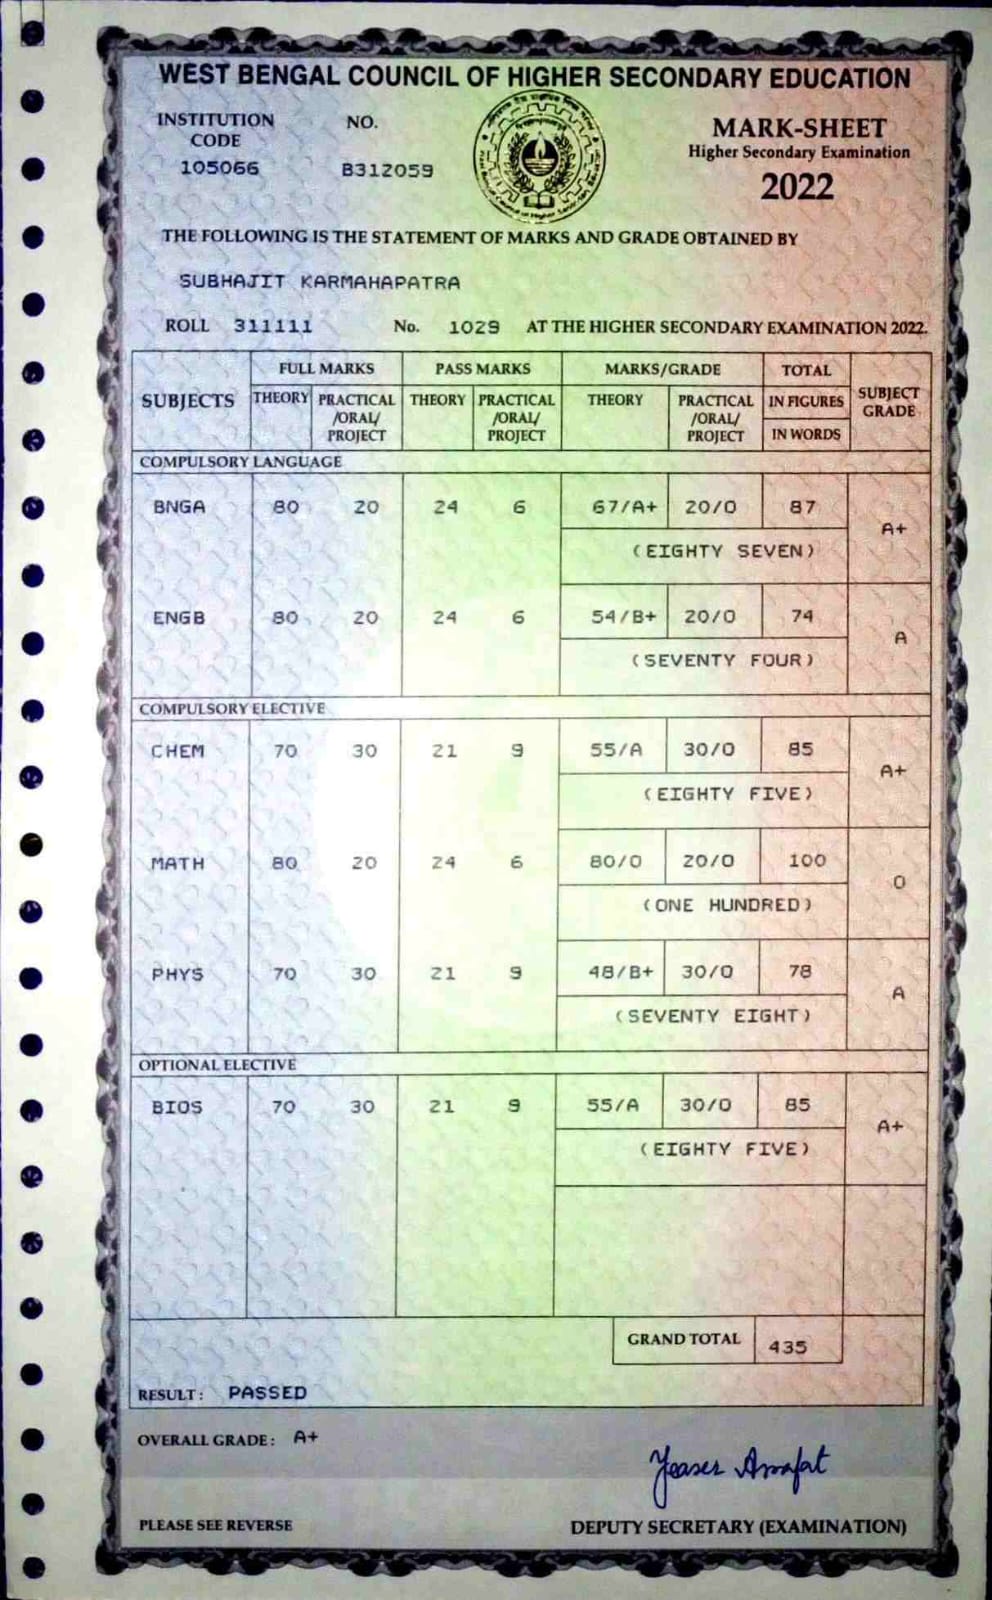 WEST BENGAL COUNCIL OF HIGHER SECONDARY EDUCATION
INSTITUTION CODE NO.
105066 B312059
MARK-SHEET
Higher Secondary Examination
2022
THE FOLLOWING IS THE STATEMENT OF MARKS AND GRADE OBTAINED BY
SUBHAJIT KARMAHAPATRA
ROLL 311111 No. 1029 AT THE HIGHER SECONDARY EXAMINATION 2022.
SUBJECTS FULL MARKS PASS MARKS MARKS/GRADE TOTAL SUBJECT GRADE
THEORY PRACTICAL /ORAL/ PROJECT THEORY PRACTICAL /ORAL/ PROJECT THEORY PRACTICAL /ORAL/ PROJECT IN FIGURES
IN WORDS
COMPULSORY LANGUAGE
BNGA 80 20 24 6 67/A+ 20/O 87 A+
(EIGHTY SEVEN)
ENGB 80 20 24 6 54/B+ 20/O 74 A
(SEVENTY FOUR)
COMPULSORY ELECTIVE
CHEM 70 30 21 9 55/A 30/O 85 A+
(EIGHTY FIVE)
MATH 80 20 24 6 80/O 20/O 100 O
(ONE HUNDRED)
PHYS 70 30 21 9 48/B+ 30/O 78 A
(SEVENTY EIGHT)
OPTIONAL ELECTIVE
BIOS 70 30 21 9 55/A 30/O 85 A+
(EIGHTY FIVE)
GRAND TOTAL 435
RESULT: PASSED
OVERALL GRADE: A+
Yeaser Arrafat
PLEASE SEE REVERSE DEPUTY SECRETARY (EXAMINATION)